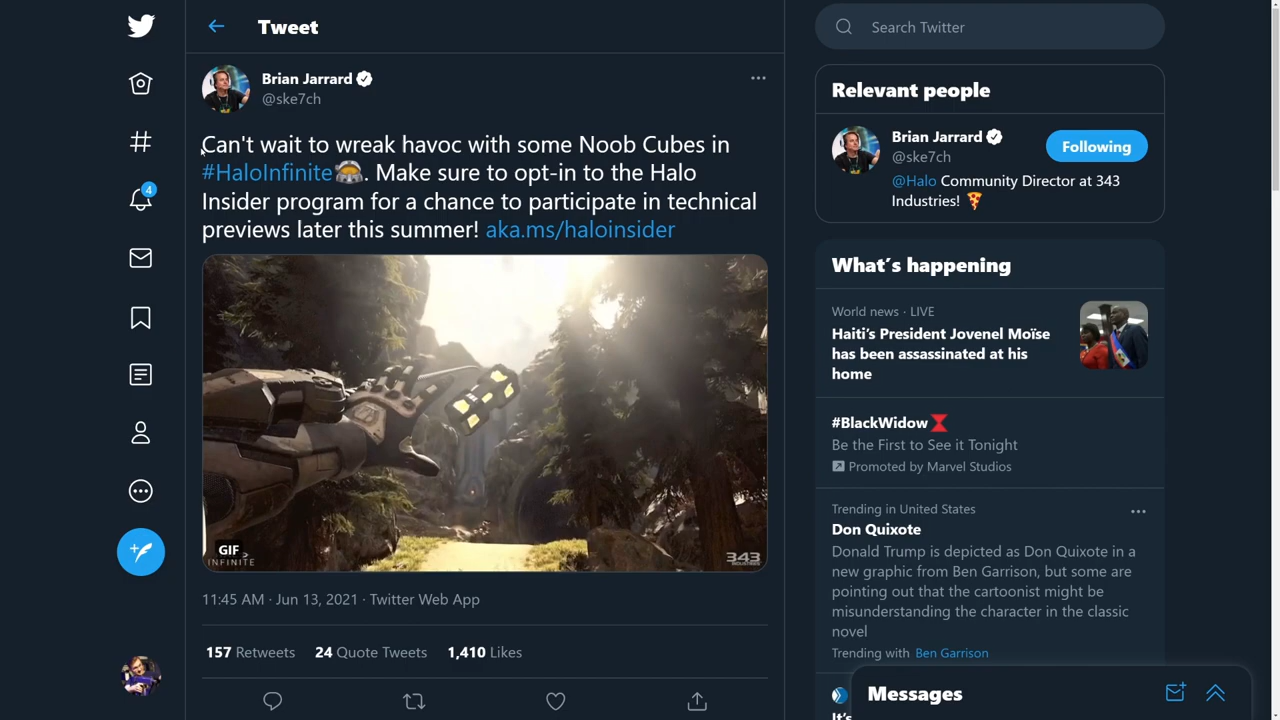 Tweet
Brian Jarrard
@ske7ch
Can't wait to wreak havoc with some Noob Cubes in
#HaloInfinite. Make sure to opt-in to the Halo
Insider program for a chance to participate in technical
previews later this summer! aka.ms/haloinsider
GIF
INFINITE
343
INDUSTRIES
11:45 AM · Jun 13, 2021 · Twitter Web App
157 Retweets 24 Quote Tweets 1,410 Likes
4
Search Twitter
Relevant people
Brian Jarrard
@ske7ch
Following
@Halo Community Director at 343
Industries!
What's happening
World news · LIVE
Haiti's President Jovenel Moïse
has been assassinated at his
home
#BlackWidow
Be the First to See it Tonight
Promoted by Marvel Studios
Trending in United States
Don Quixote
Donald Trump is depicted as Don Quixote in a
new graphic from Ben Garrison, but some are
pointing out that the cartoonist might be
misunderstanding the character in the classic
novel
Trending with Ben Garrison
It's
Messages